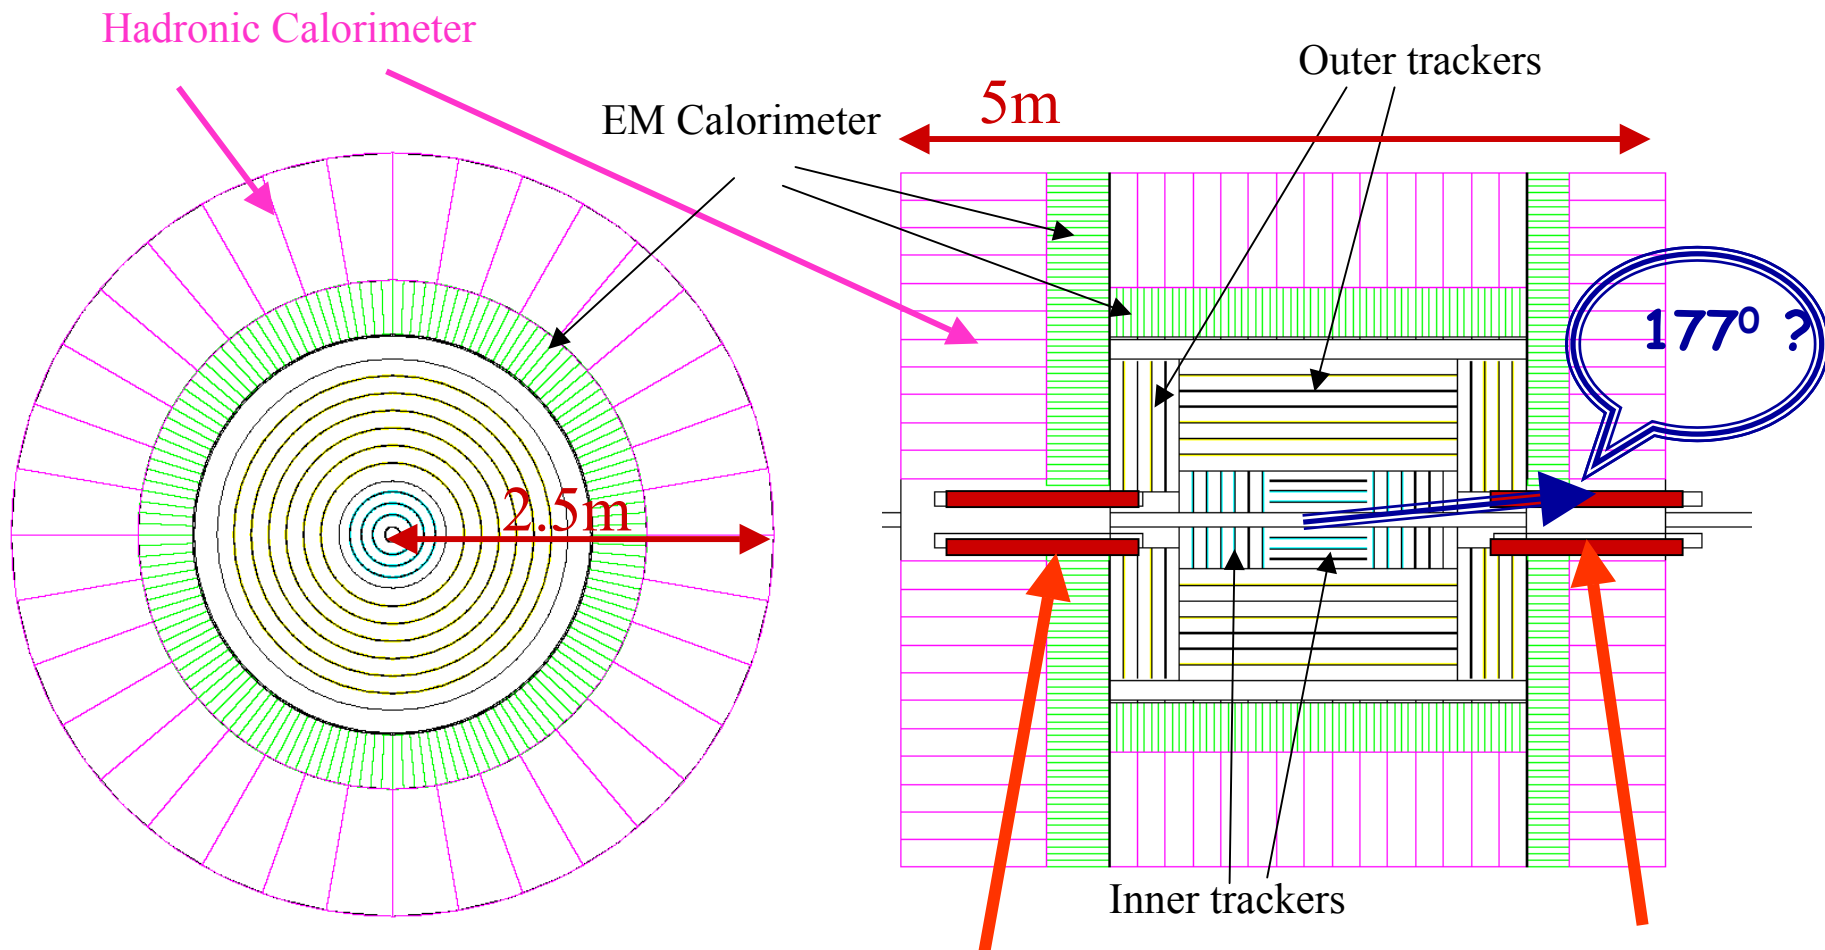 Hadronic Calorimeter
Outer trackers
5m
EM Calorimeter
177⁰ ?
2.5m
Inner trackers